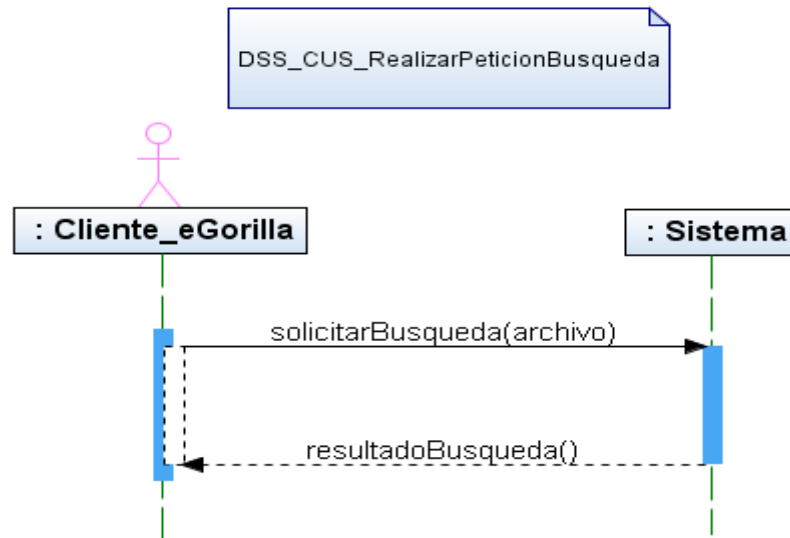 DSS_CUS_RealizarPeticionBusqueda
: Cliente_eGorilla
: Sistema
solicitarBusqueda(archivo)
resultadoBusqueda()